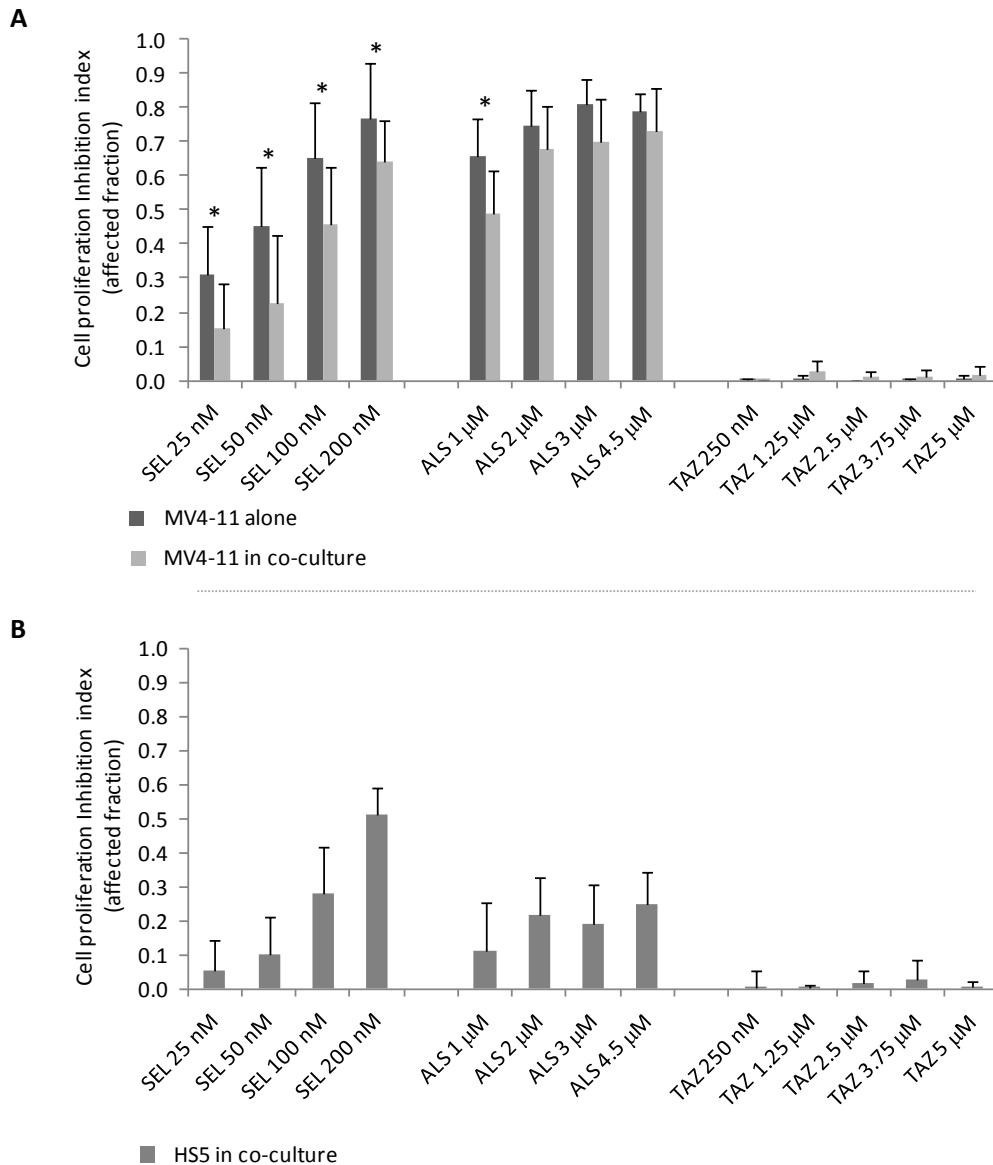 A
Cell proliferation Inhibition index
(affected fraction)
1.0
0.9
0.8
0.7
0.6
0.5
0.4
0.3
0.2
0.1
0.0
* * * * *
SEL 25 nM
SEL 50 nM
SEL 100 nM
SEL 200 nM
ALS 1 µM
ALS 2 µM
ALS 3 µM
ALS 4.5 µM
TAZ 250 nM
TAZ 1.25 µM
TAZ 2.5 µM
TAZ 3.75 µM
TAZ 5 µM
MV4-11 alone
MV4-11 in co-culture
B
Cell proliferation Inhibition index
(affected fraction)
1.0
0.9
0.8
0.7
0.6
0.5
0.4
0.3
0.2
0.1
0.0
SEL 25 nM
SEL 50 nM
SEL 100 nM
SEL 200 nM
ALS 1 µM
ALS 2 µM
ALS 3 µM
ALS 4.5 µM
TAZ 250 nM
TAZ 1.25 µM
TAZ 2.5 µM
TAZ 3.75 µM
TAZ 5 µM
HS5 in co-culture